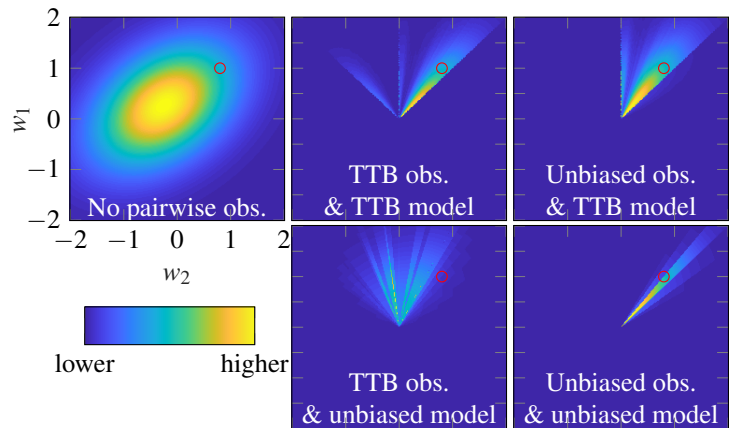 2
1
0
−1
−2
w1
No pairwise obs.
−2 −1 0 1 2
w2
TTB obs.
& TTB model
Unbiased obs.
& TTB model
lower higher
TTB obs.
& unbiased model
Unbiased obs.
& unbiased model